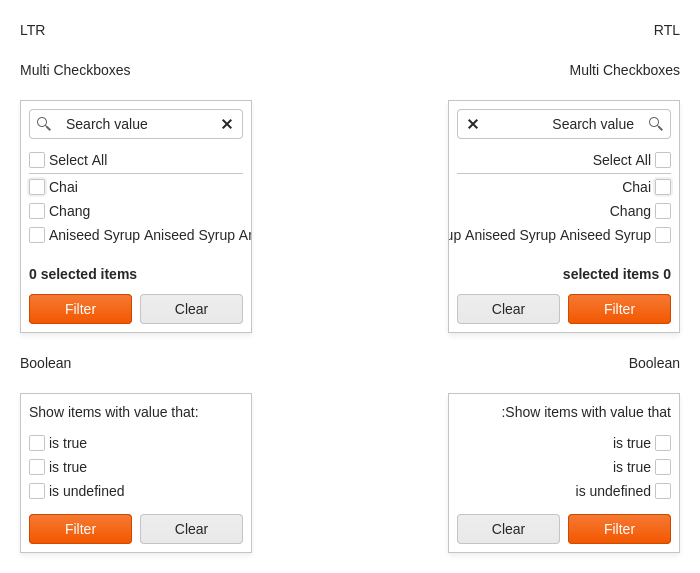 LTR
RTL
Multi Checkboxes
Multi Checkboxes
Search value
Select All
Chai
Chang
Aniseed Syrup Aniseed Syrup
0 selected items
Filter Clear
Search value
Select All
Chai
Chang
Aniseed Syrup Aniseed Syrup
selected items 0
Clear Filter
Boolean
Boolean
Show items with value that:
is true
is true
is undefined
Filter Clear
:Show items with value that
is true
is true
is undefined
Clear Filter